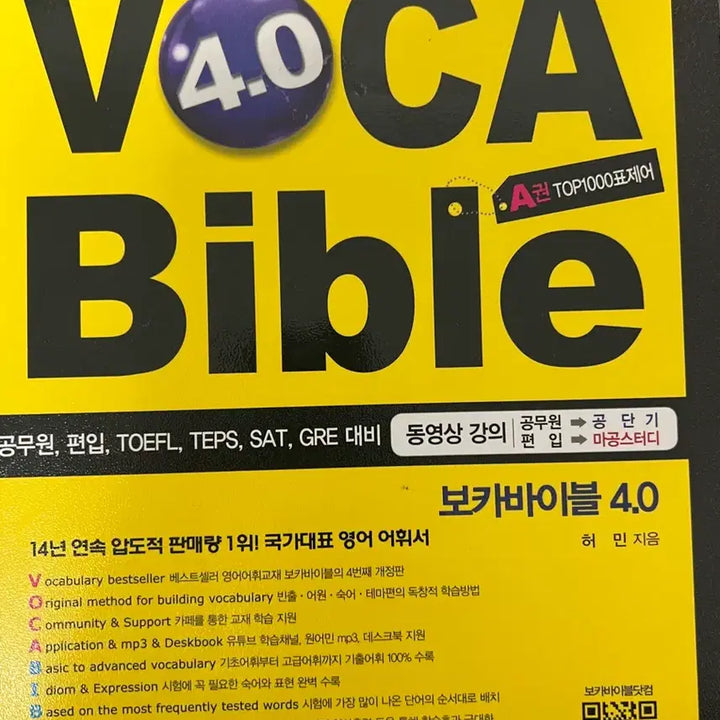 VOCA 4.0
A권 TOP1000표제어
Bible
공무원, 편입, TOEFL, TEPS, SAT, GRE 대비
동영상 강의
공무원 ➡ 공단기
편입 ➡ 마공스터디
보카바이블 4.0
14년 연속 압도적 판매량 1위! 국가대표 영어 어휘서
허민 지음
Vocabulary bestseller 베스트셀러 영어어휘교재 보카바이블의 4번째 개정판
Original method for building vocabulary 빈출·어원·숙어·테마편의 독창적 학습방법
Community & Support 카페를 통한 교재 학습 지원
Application & mp3 & Deskbook 유튜브 학습채널, 원어민 mp3, 데스크북 지원
Basic to advanced vocabulary 기초어휘부터 고급어휘까지 기출어휘 100% 수록
Idiom & Expression 시험에 꼭 필요한 숙어와 표현 완벽 수록
Based on the most frequently tested words 시험에 가장 많이 나온 단어의 순서대로 배치
보카바이블닷컴